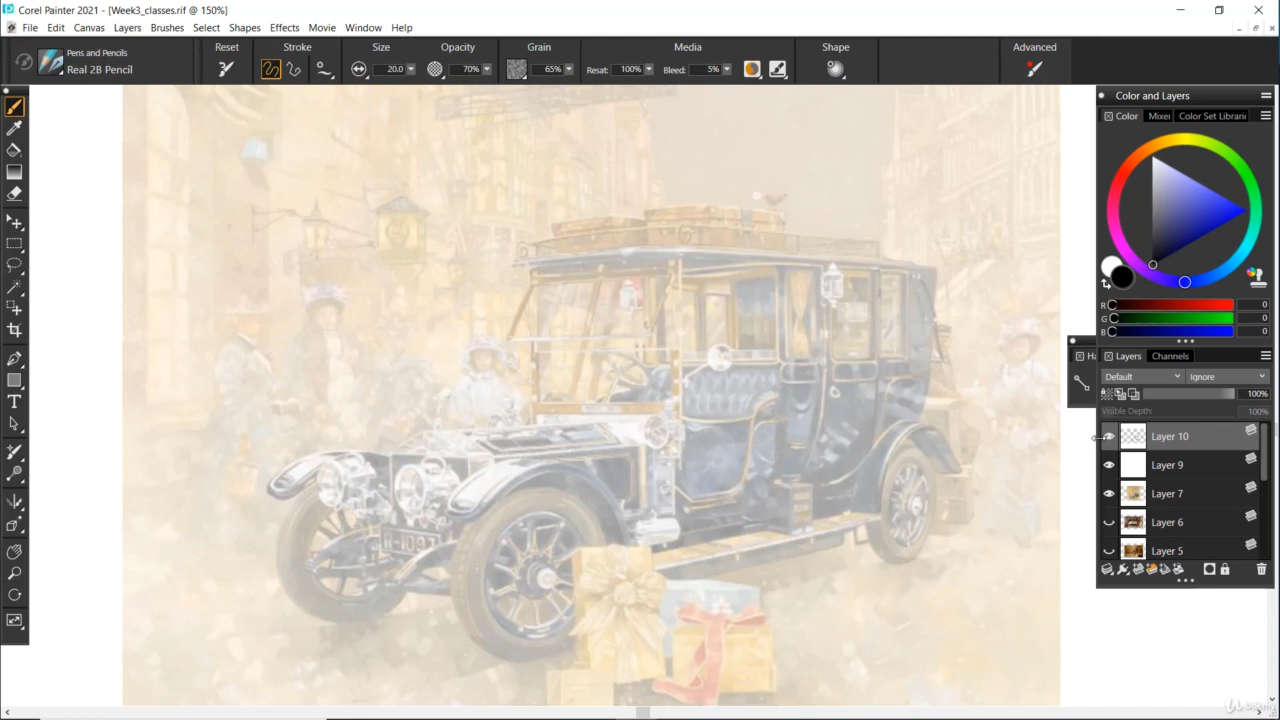 Corel Painter 2021 - [Week3_classes.rif @ 150%]
File Edit Canvas Layers Brushes Select Shapes Effects Movie Window Help
Pens and Pencils
Real 2B Pencil
Reset Stroke Size Opacity Grain Media Shape Advanced
20.0 70% 65% Resat: 100% Bleed: 5%
Color and Layers
Color Mixer Color Set Librari
R 0
G 0
B 0
Ha Layers Channels
Default Ignore
100%
Visible Depth: 100%
Layer 10
Layer 9
Layer 7
Layer 6
Layer 5
R-109
T
Udemy